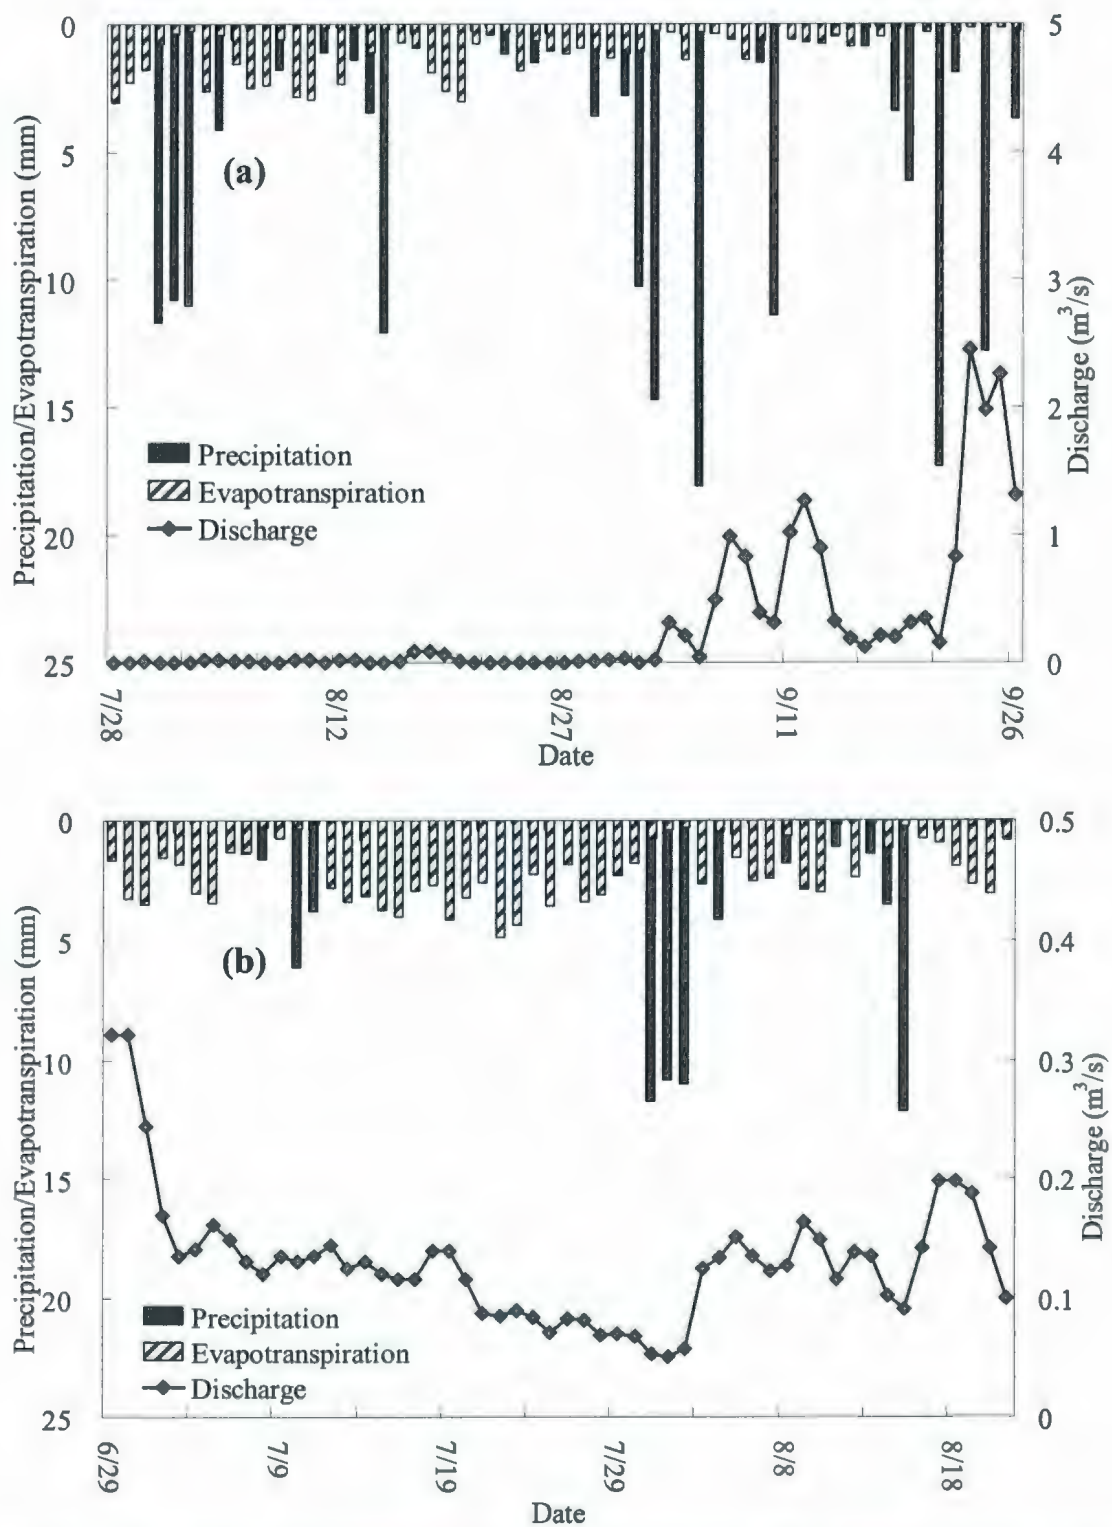 Precipitation/Evapotranspiration (mm)
0
5
10
15
20
25
(a)
Precipitation
Evapotranspiration
Discharge
5
4
3
2
1
0
Discharge (m³/s)
7/28
8/12
8/27
9/11
9/26
Date
Precipitation/Evapotranspiration (mm)
0
5
10
15
20
25
(b)
Precipitation
Evapotranspiration
Discharge
0.5
0.4
0.3
0.2
0.1
0
Discharge (m³/s)
6/29
7/9
7/19
7/29
8/8
8/18
Date